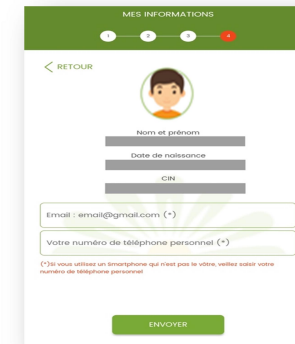 MES INFORMATIONS
1 2 3 4
< RETOUR
Nom et prénom
Date de naissance
CIN
Email : email@gmail.com (*)
Votre numéro de téléphone personnel (*)
(*)Si vous utilisez un Smartphone qui n'est pas le vôtre, veillez saisir votre
numéro de téléphone personnel
ENVOYER